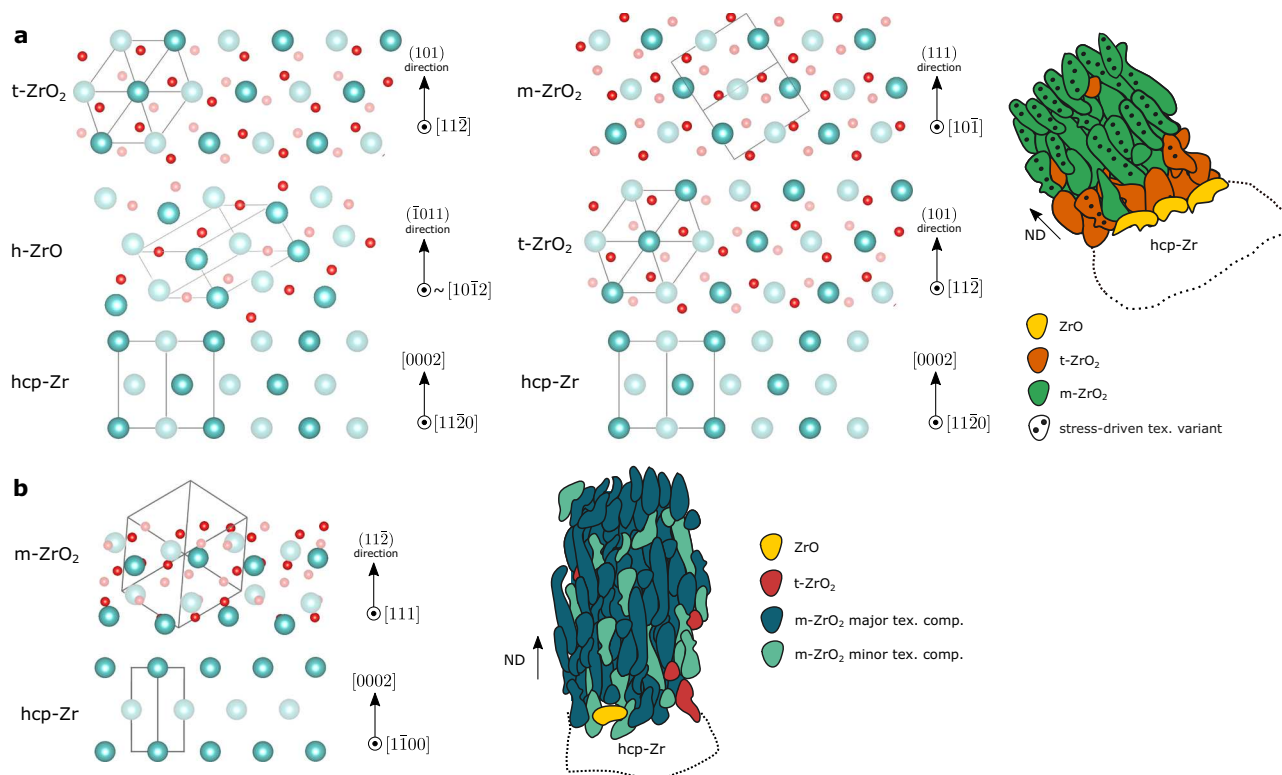 a
t-ZrO₂
(101)
direction
[112̄]
h-ZrO
(1̄011)
direction
~[101̄2]
hcp-Zr
[0002]
[112̄0]
m-ZrO₂
(111)
direction
[101̄]
t-ZrO₂
(101)
direction
[112̄]
hcp-Zr
[0002]
[112̄0]
ND
hcp-Zr
ZrO
t-ZrO₂
m-ZrO₂
stress-driven tex. variant
b
m-ZrO₂
(112̄)
direction
[111]
hcp-Zr
[0002]
[11̄00]
ND
hcp-Zr
ZrO
t-ZrO₂
m-ZrO₂ major tex. comp.
m-ZrO₂ minor tex. comp.